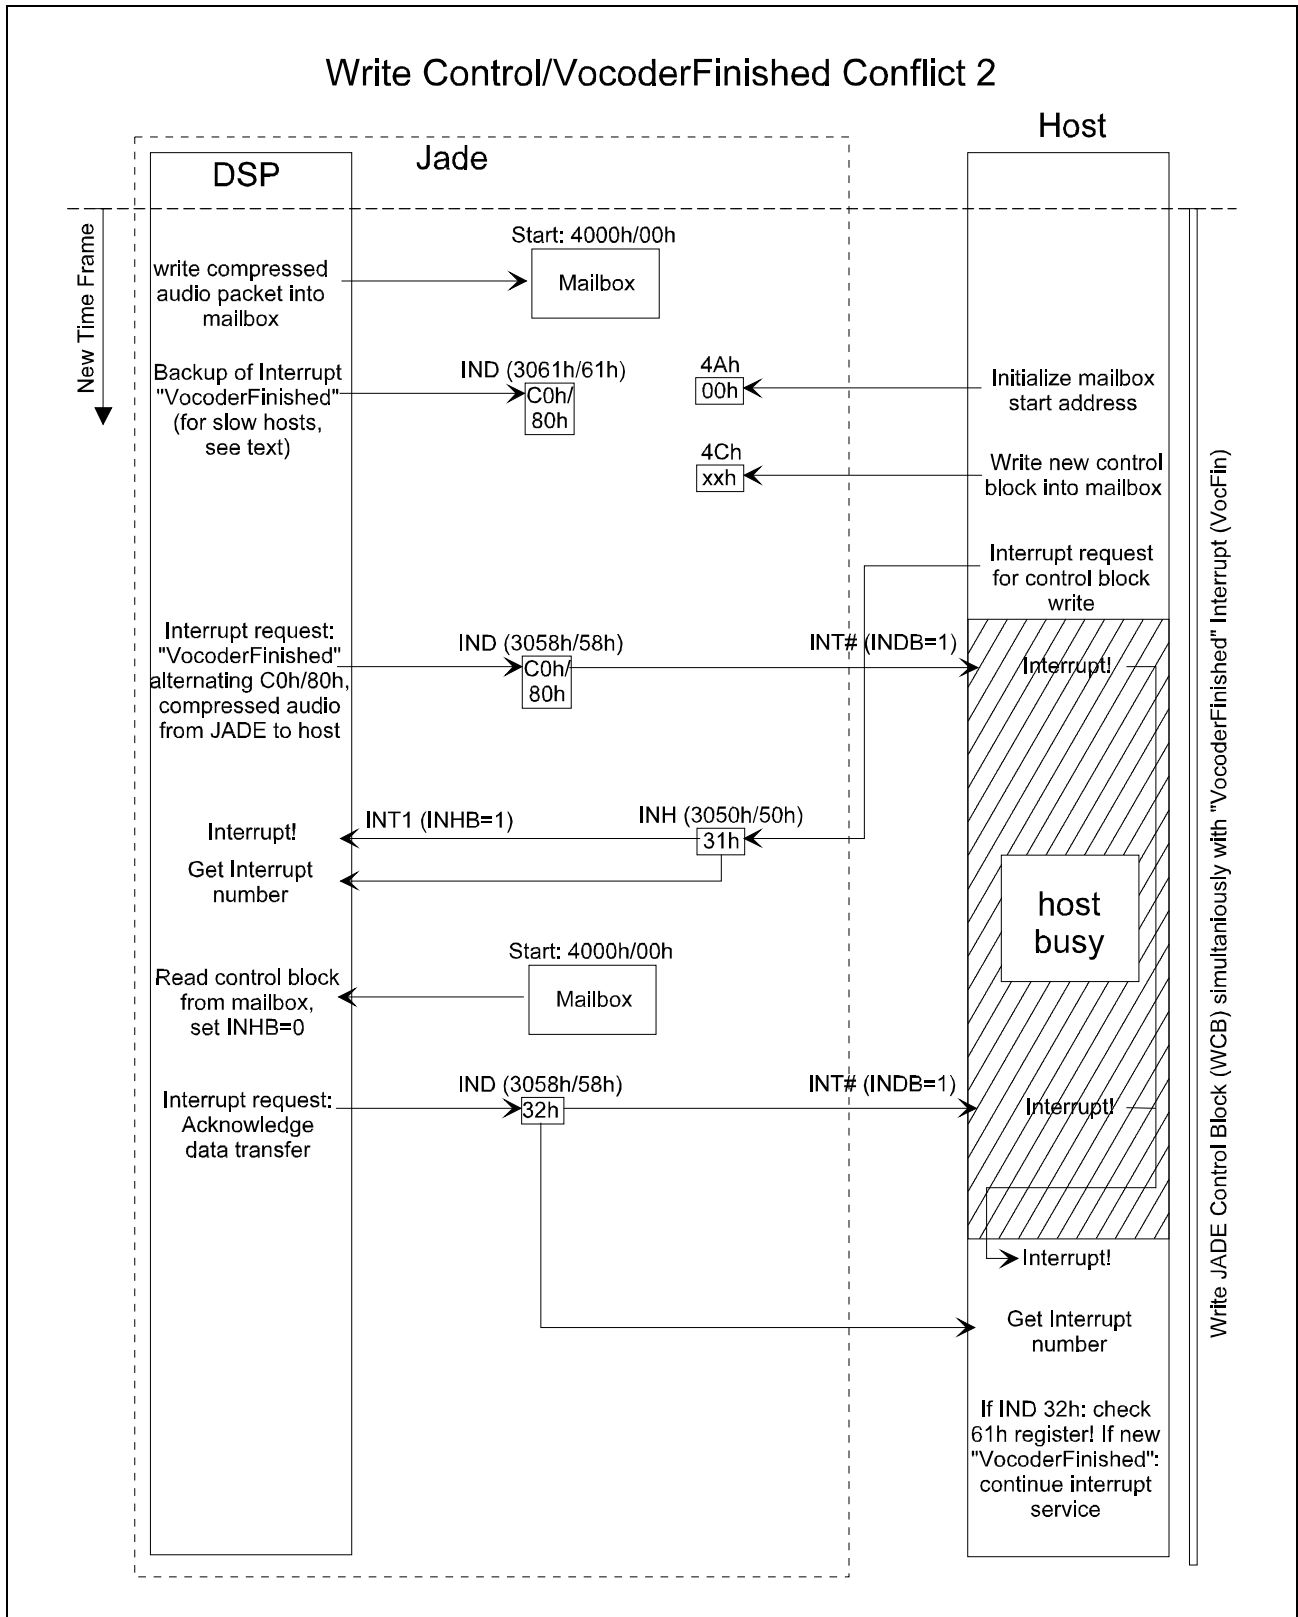 Write Control/VocoderFinished Conflict 2
Host
Jade
DSP
New Time Frame
Start: 4000h/00h
write compressed
audio packet into
mailbox
Mailbox
Backup of Interrupt
"VocoderFinished"
(for slow hosts,
see text)
IND (3061h/61h)
C0h/
80h
4Ah
00h
Initialize mailbox
start address
4Ch
xxh
Write new control
block into mailbox
Interrupt request
for control block
write
Interrupt request:
"VocoderFinished"
alternating C0h/80h,
compressed audio
from JADE to host
IND (3058h/58h)
C0h/
80h
INT# (INDB=1)
Interrupt!
Interrupt!
INT1 (INHB=1)
INH (3050h/50h)
31h
Get Interrupt
number
host
busy
Start: 4000h/00h
Read control block
from mailbox,
set INHB=0
Mailbox
IND (3058h/58h)
INT# (INDB=1)
Interrupt request:
Acknowledge
data transfer
32h
Interrupt!
Interrupt!
Get Interrupt
number
If IND 32h: check
61h register! If new
"VocoderFinished":
continue interrupt
service
Write JADE Control Block (WCB) simultaniously with "VocoderFinished" Interrupt (VocFin)